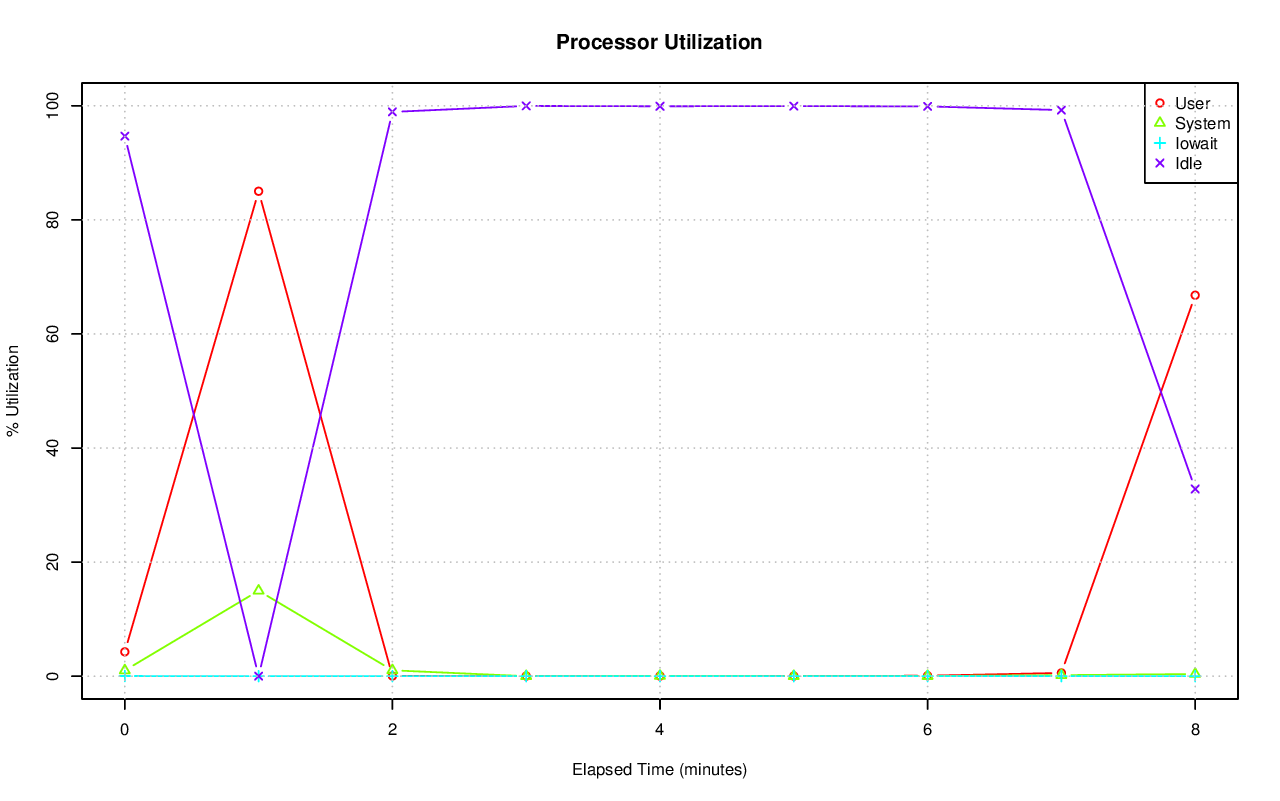 Processor Utilization
% Utilization
100
80
60
40
20
0
User
System
Iowait
Idle
0 2 4 6 8
Elapsed Time (minutes)